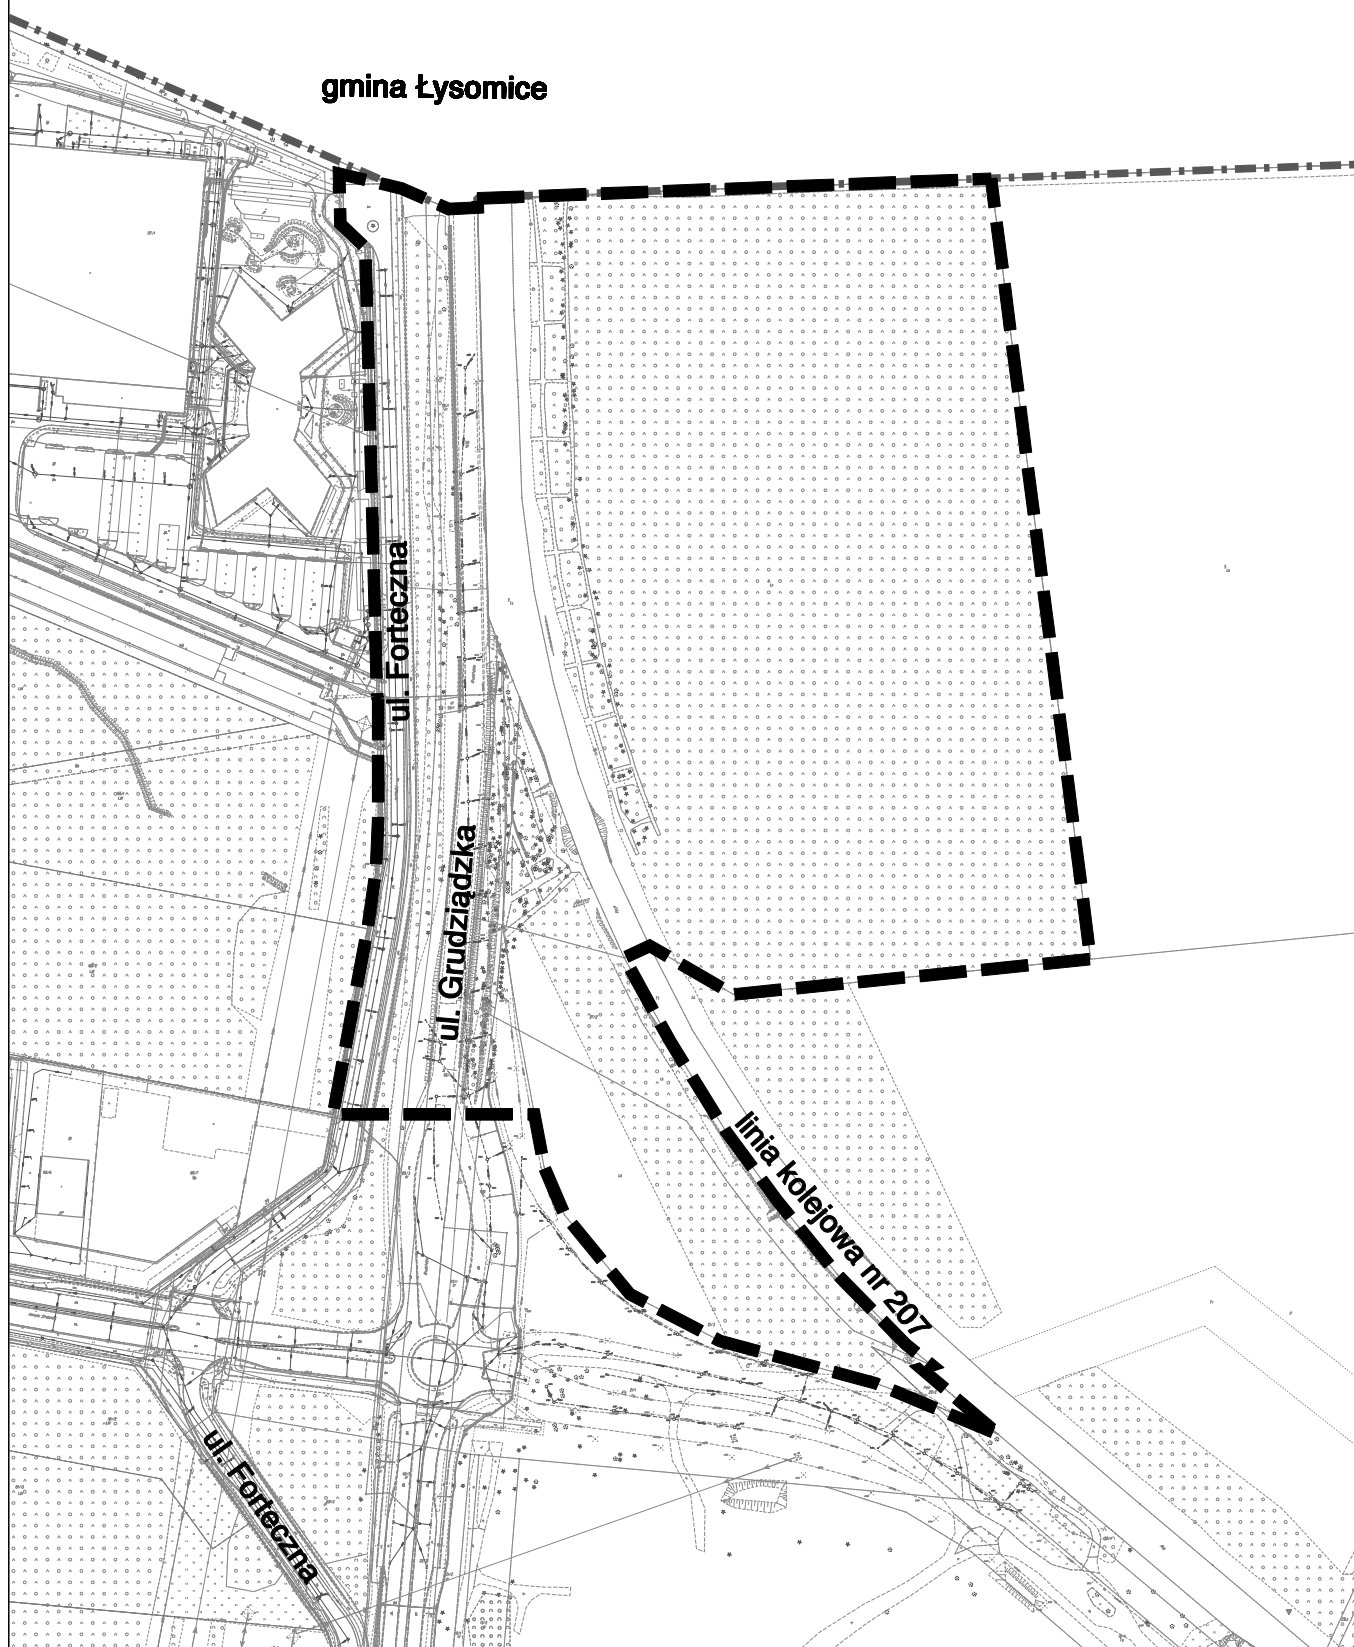 gmina Łysomice
ul. Forteczna
ul. Grudziądzka
linia kolejowa nr 207
ul. Forteczna